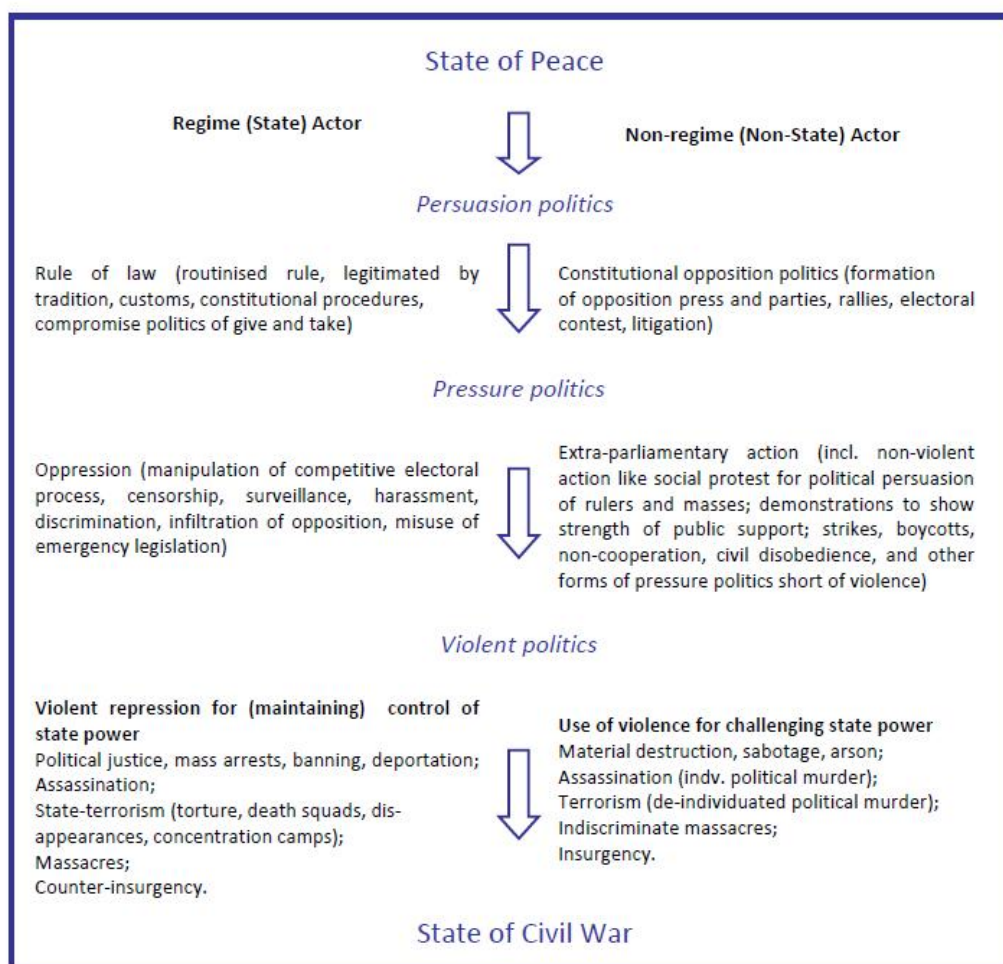 State of Peace
Regime (State) Actor
Non-regime (Non-State) Actor
Persuasion politics
Rule of law (routinised rule, legitimated by
tradition, customs, constitutional procedures,
compromise politics of give and take)
Constitutional opposition politics (formation
of opposition press and parties, rallies, electoral
contest, litigation)
Pressure politics
Oppression (manipulation of competitive electoral
process, censorship, surveillance, harassment,
discrimination, infiltration of opposition, misuse of
emergency legislation)
Extra-parliamentary action (incl. non-violent
action like social protest for political persuasion
of rulers and masses; demonstrations to show
strength of public support; strikes, boycotts,
non-cooperation, civil disobedience, and other
forms of pressure politics short of violence)
Violent politics
Violent repression for (maintaining) control of
state power
Political justice, mass arrests, banning, deportation;
Assassination;
State-terrorism (torture, death squads, dis-
appearances, concentration camps);
Massacres;
Counter-insurgency.
Use of violence for challenging state power
Material destruction, sabotage, arson;
Assassination (indv. political murder);
Terrorism (de-individuated political murder);
Indiscriminate massacres;
Insurgency.
State of Civil War